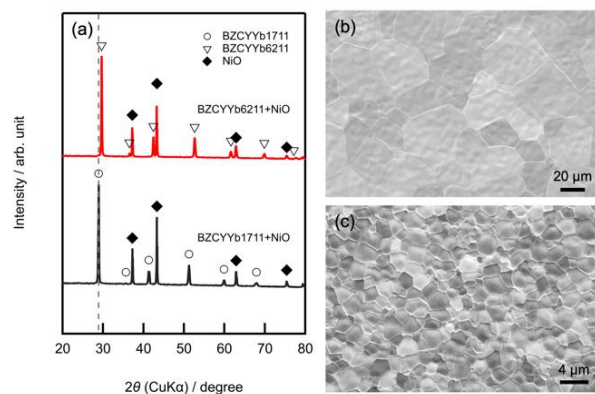 (a)
BZCYYb1711
BZCYYb6211
NiO
BZCYYb6211+NiO
BZCYYb1711+NiO
Intensity / arb. unit
20 30 40 50 60 70 80
2θ (CuKα) / degree
(b)
20 μm
(c)
4 μm